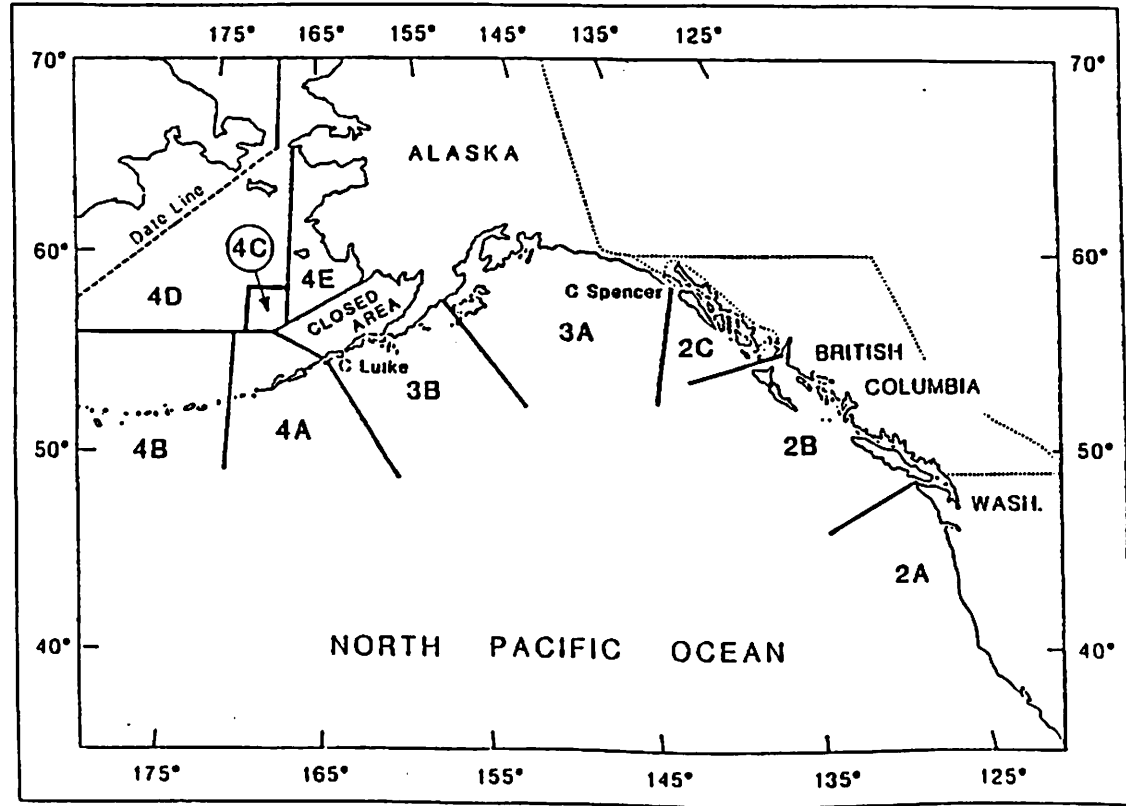 175° 165° 155° 145° 135° 125°
70° 70°
ALASKA
Date Line
60° 60°
4C
4E
4D
CLOSED
AREA
C Spencer
3A
2C
BRITISH
COLUMBIA
C Lutke
3B
4A
4B
50° 50°
2B
WASH.
2A
40° 40°
NORTH PACIFIC OCEAN
175° 165° 155° 145° 135° 125°